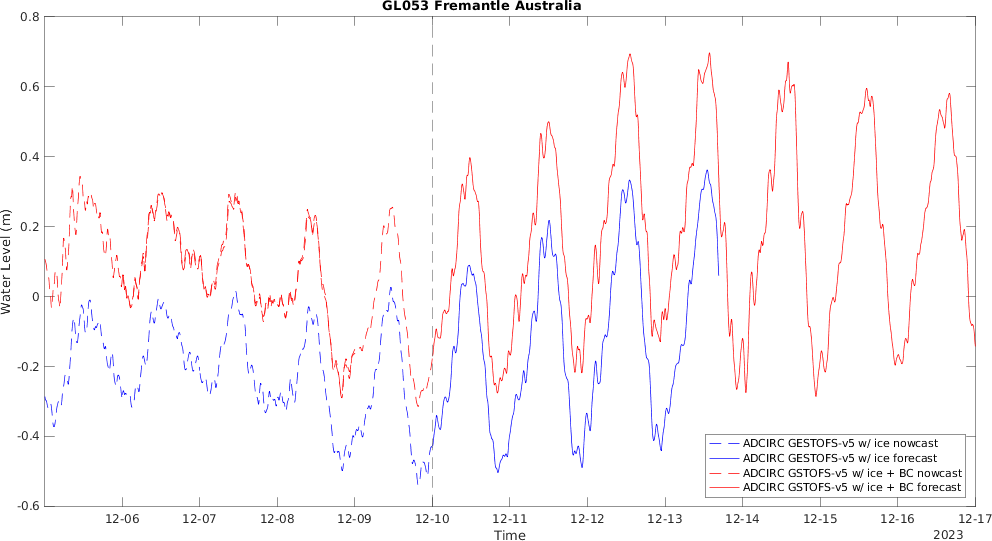 GL053 Fremantle Australia
0.8
0.6
0.4
0.2
0
-0.2
-0.4
-0.6
Water Level (m)
ADCIRC GESTOFS-v5 w/ ice nowcast
ADCIRC GESTOFS-v5 w/ ice forecast
ADCIRC GSTOFS-v5 w/ ice + BC nowcast
ADCIRC GSTOFS-v5 w/ ice + BC forecast
12-06 12-07 12-08 12-09 12-10 12-11 12-12 12-13 12-14 12-15 12-16 12-17
Time
2023